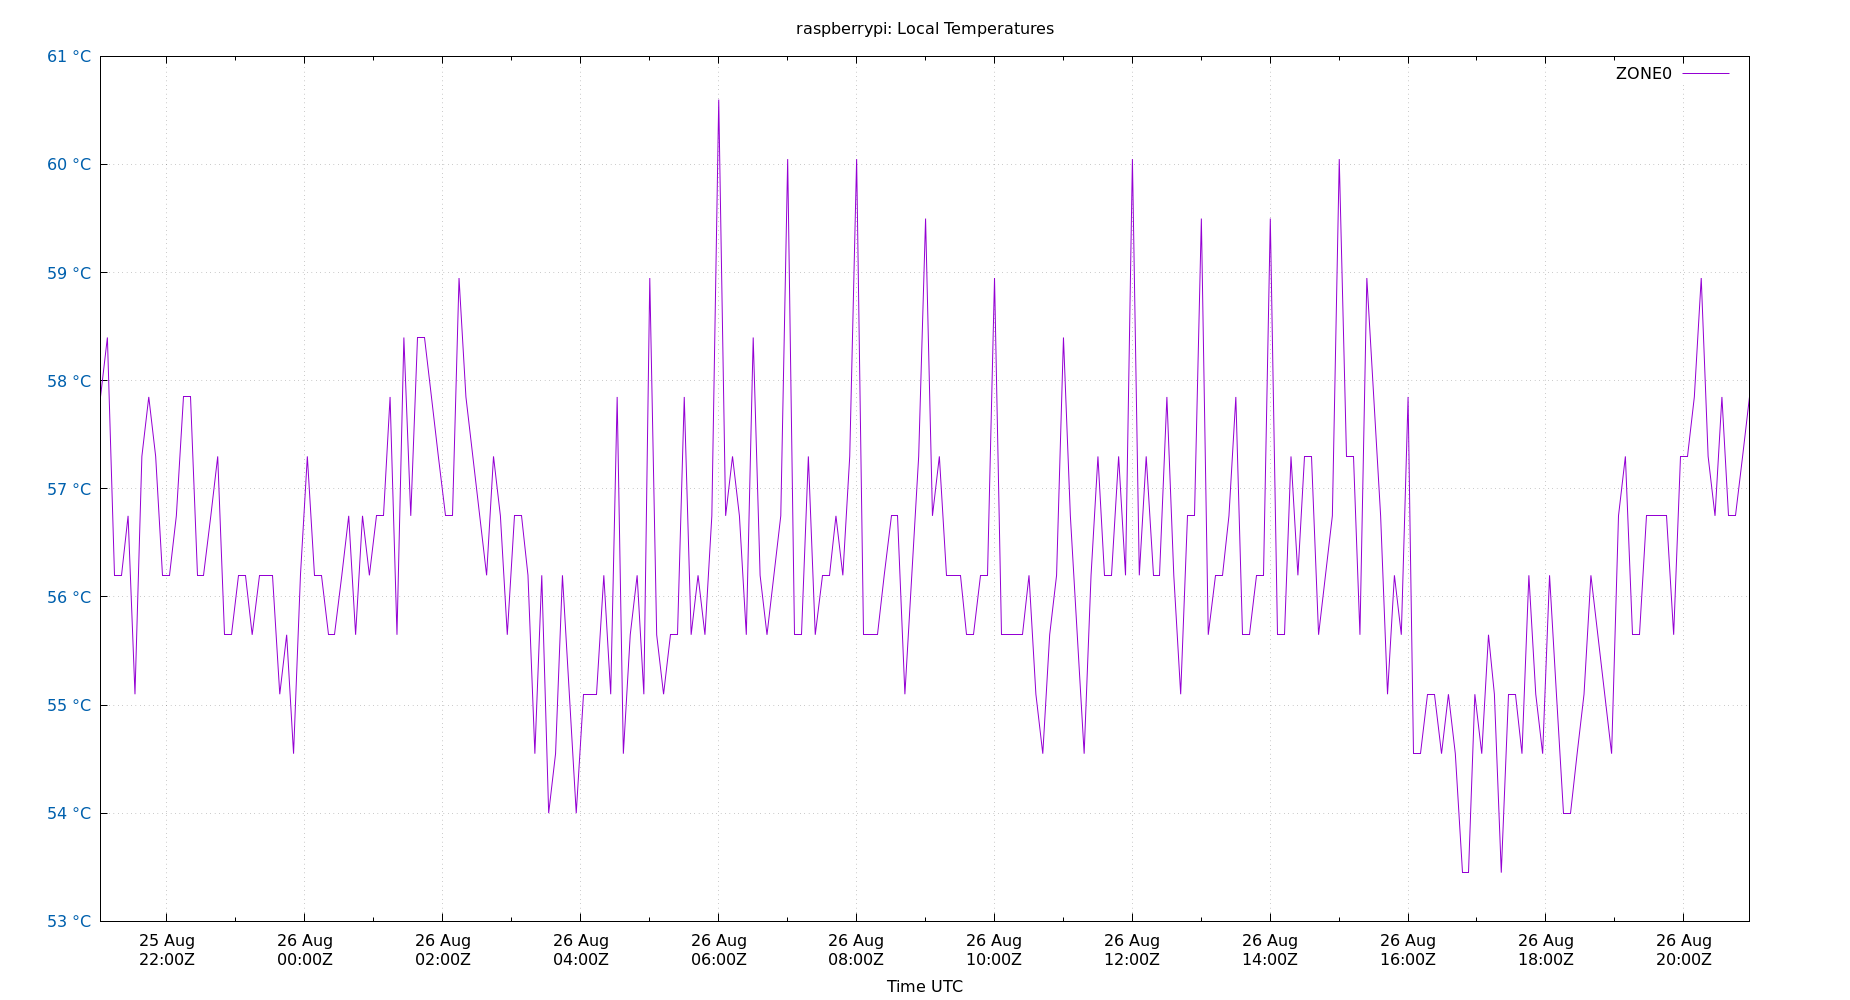 raspberrypi: Local Temperatures
61 °C
ZONE0
60 °C
59 °C
58 °C
57 °C
56 °C
55 °C
54 °C
53 °C
25 Aug 26 Aug 26 Aug 26 Aug 26 Aug 26 Aug 26 Aug 26 Aug 26 Aug 26 Aug 26 Aug 26 Aug
22:00Z 00:00Z 02:00Z 04:00Z 06:00Z 08:00Z 10:00Z 12:00Z 14:00Z 16:00Z 18:00Z 20:00Z
Time UTC